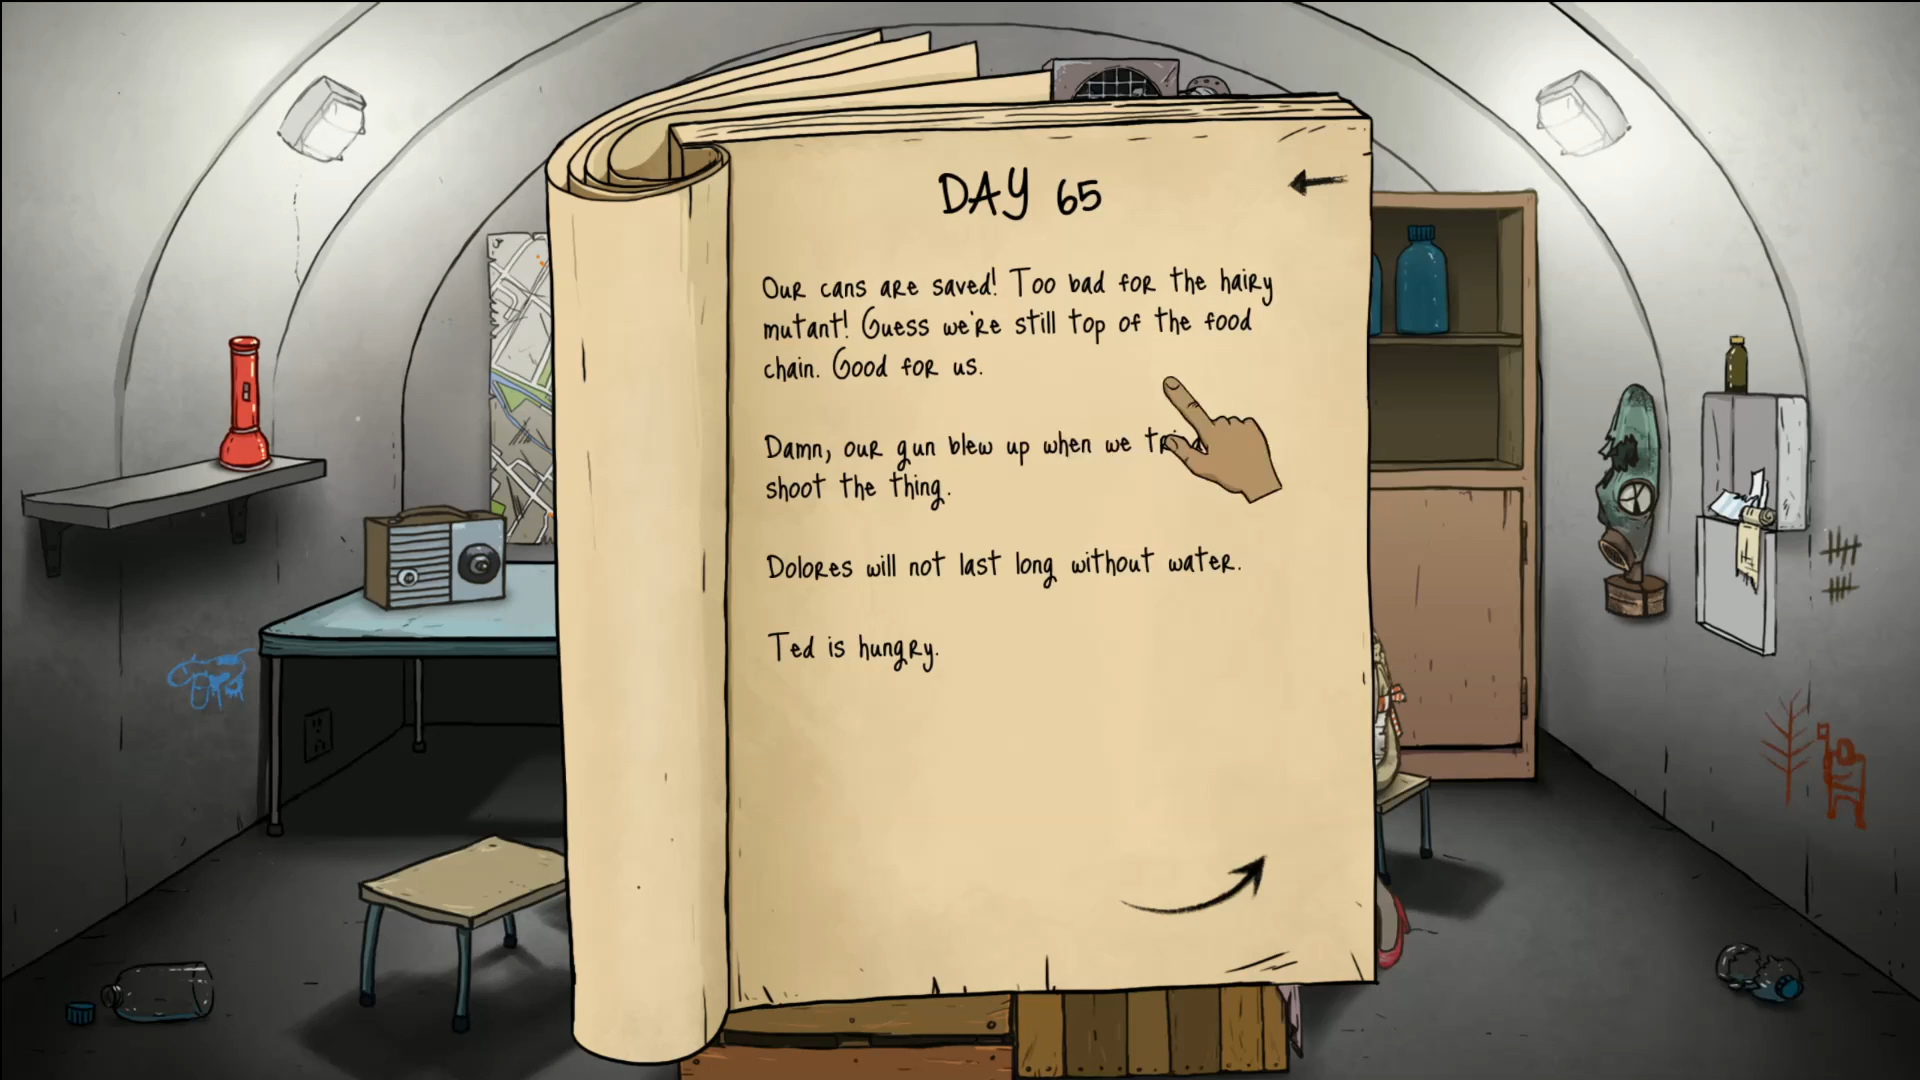 DAY 65
Our cans are saved! Too bad for the hairy
mutant! Guess we're still top of the food
chain. Good for us.
Damn, our gun blew up when we
shoot the thing.
Dolores will not last long without water.
Ted is hungry.